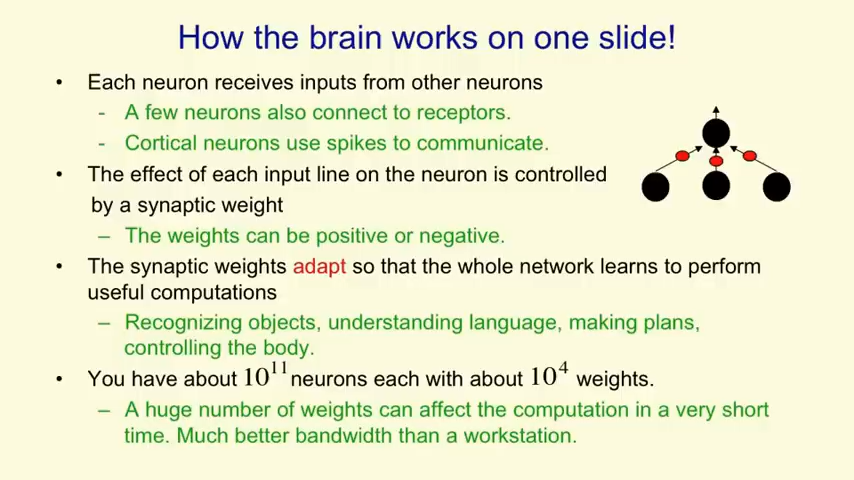 How the brain works on one slide!
• Each neuron receives inputs from other neurons
- A few neurons also connect to receptors.
- Cortical neurons use spikes to communicate.
• The effect of each input line on the neuron is controlled
by a synaptic weight
– The weights can be positive or negative.
• The synaptic weights adapt so that the whole network learns to perform
useful computations
– Recognizing objects, understanding language, making plans,
controlling the body.
• You have about 10¹¹ neurons each with about 10⁴ weights.
– A huge number of weights can affect the computation in a very short
time. Much better bandwidth than a workstation.